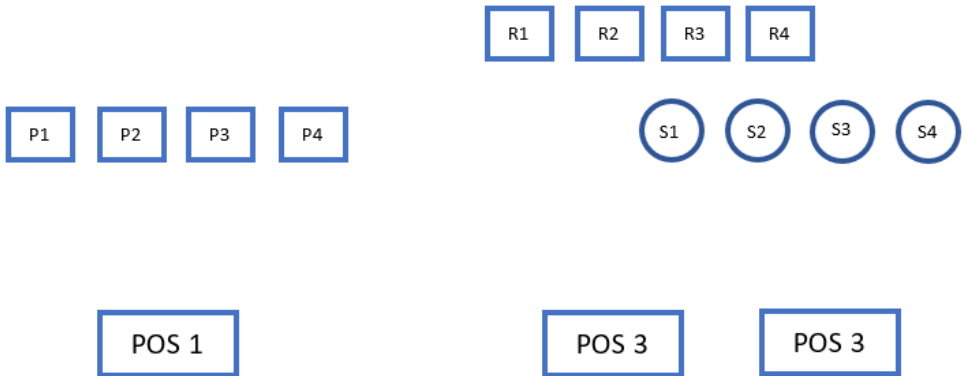 R1 R2 R3 R4
P1 P2 P3 P4 S1 S2 S3 S4
POS 1 POS 3 POS 3